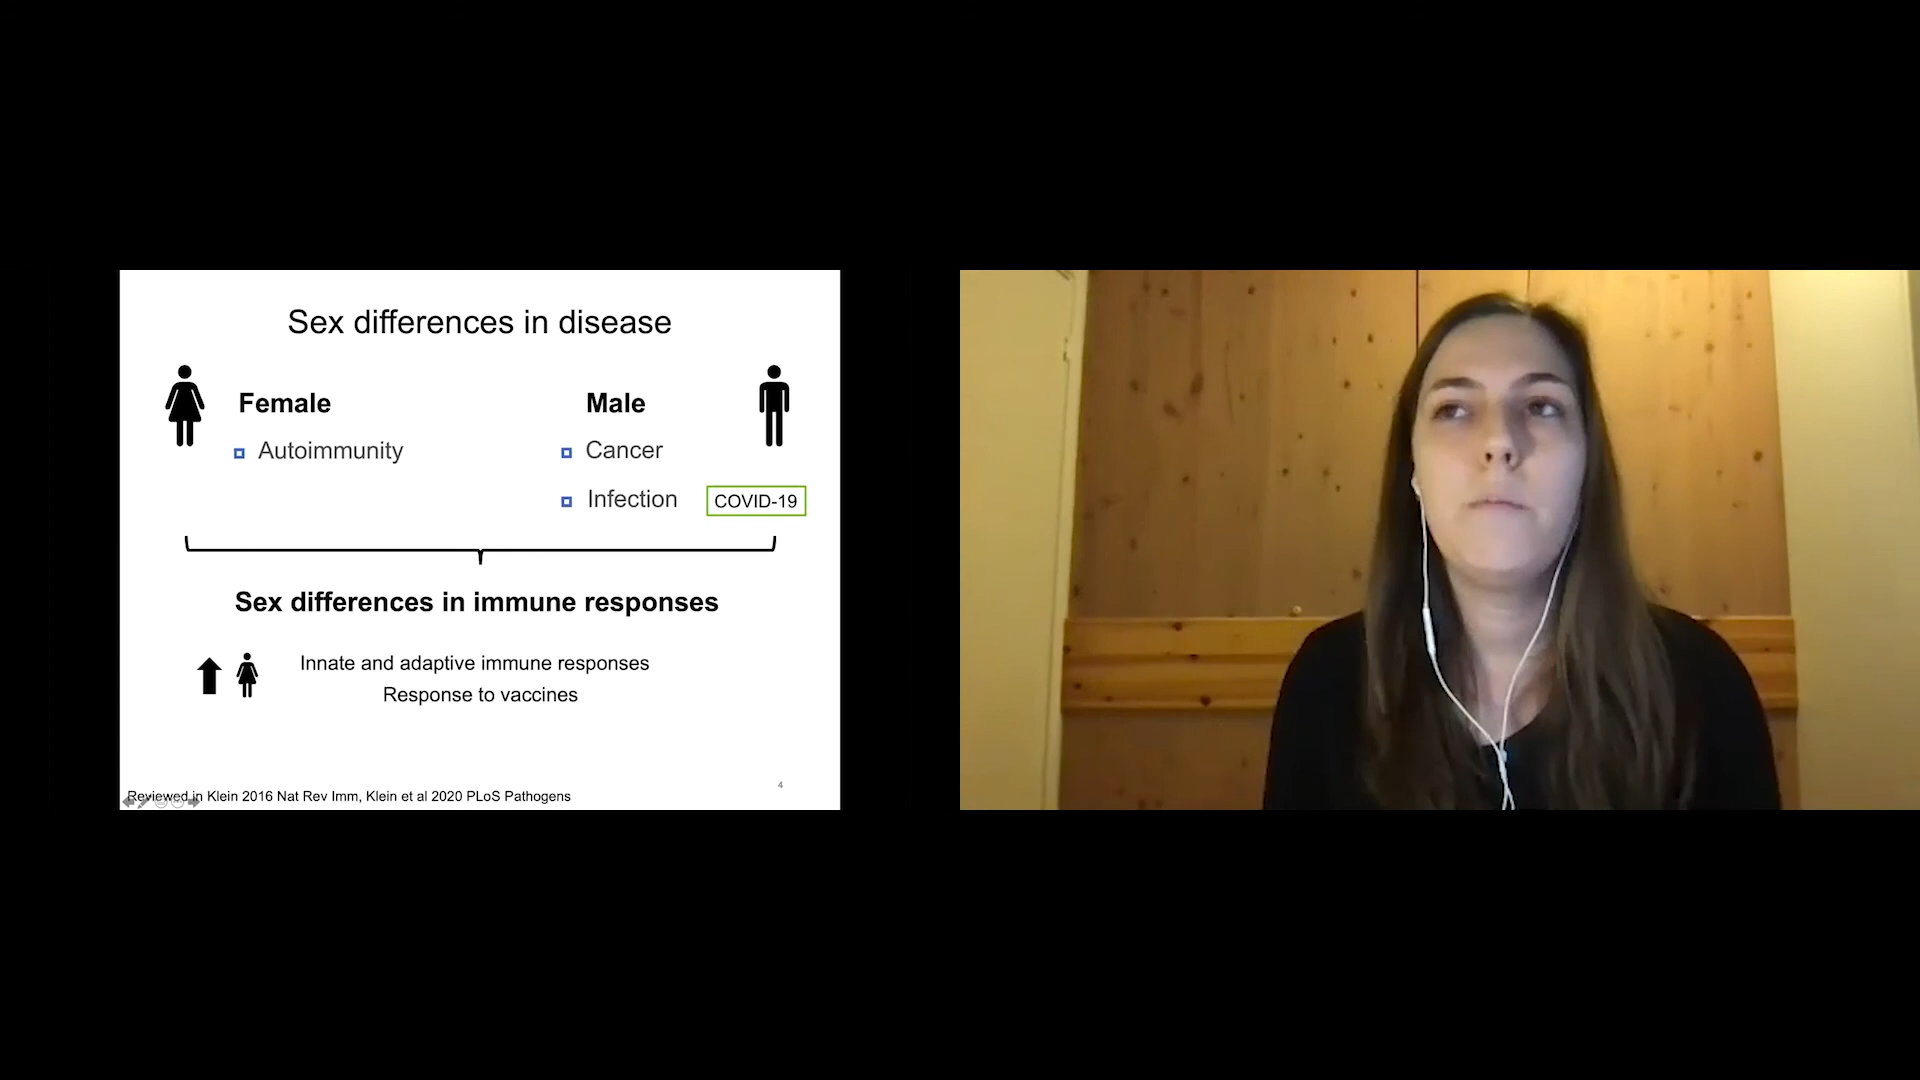 Sex differences in disease
Female
Male
Autoimmunity
Cancer
Infection
COVID-19
Sex differences in immune responses
Innate and adaptive immune responses
Response to vaccines
4
Reviewed in Klein 2016 Nat Rev Imm, Klein et al 2020 PLoS Pathogens